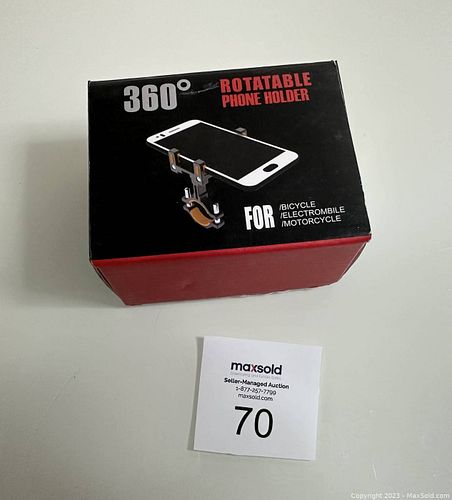 360° ROTATABLE
PHONE HOLDER
FOR /BICYCLE
/ELECTROMBILE
/MOTORCYCLE
maxsold
Seller-Managed Auction
1-877-257-7799
maxsold.com
70
Copyright 2023 - MaxSold.com